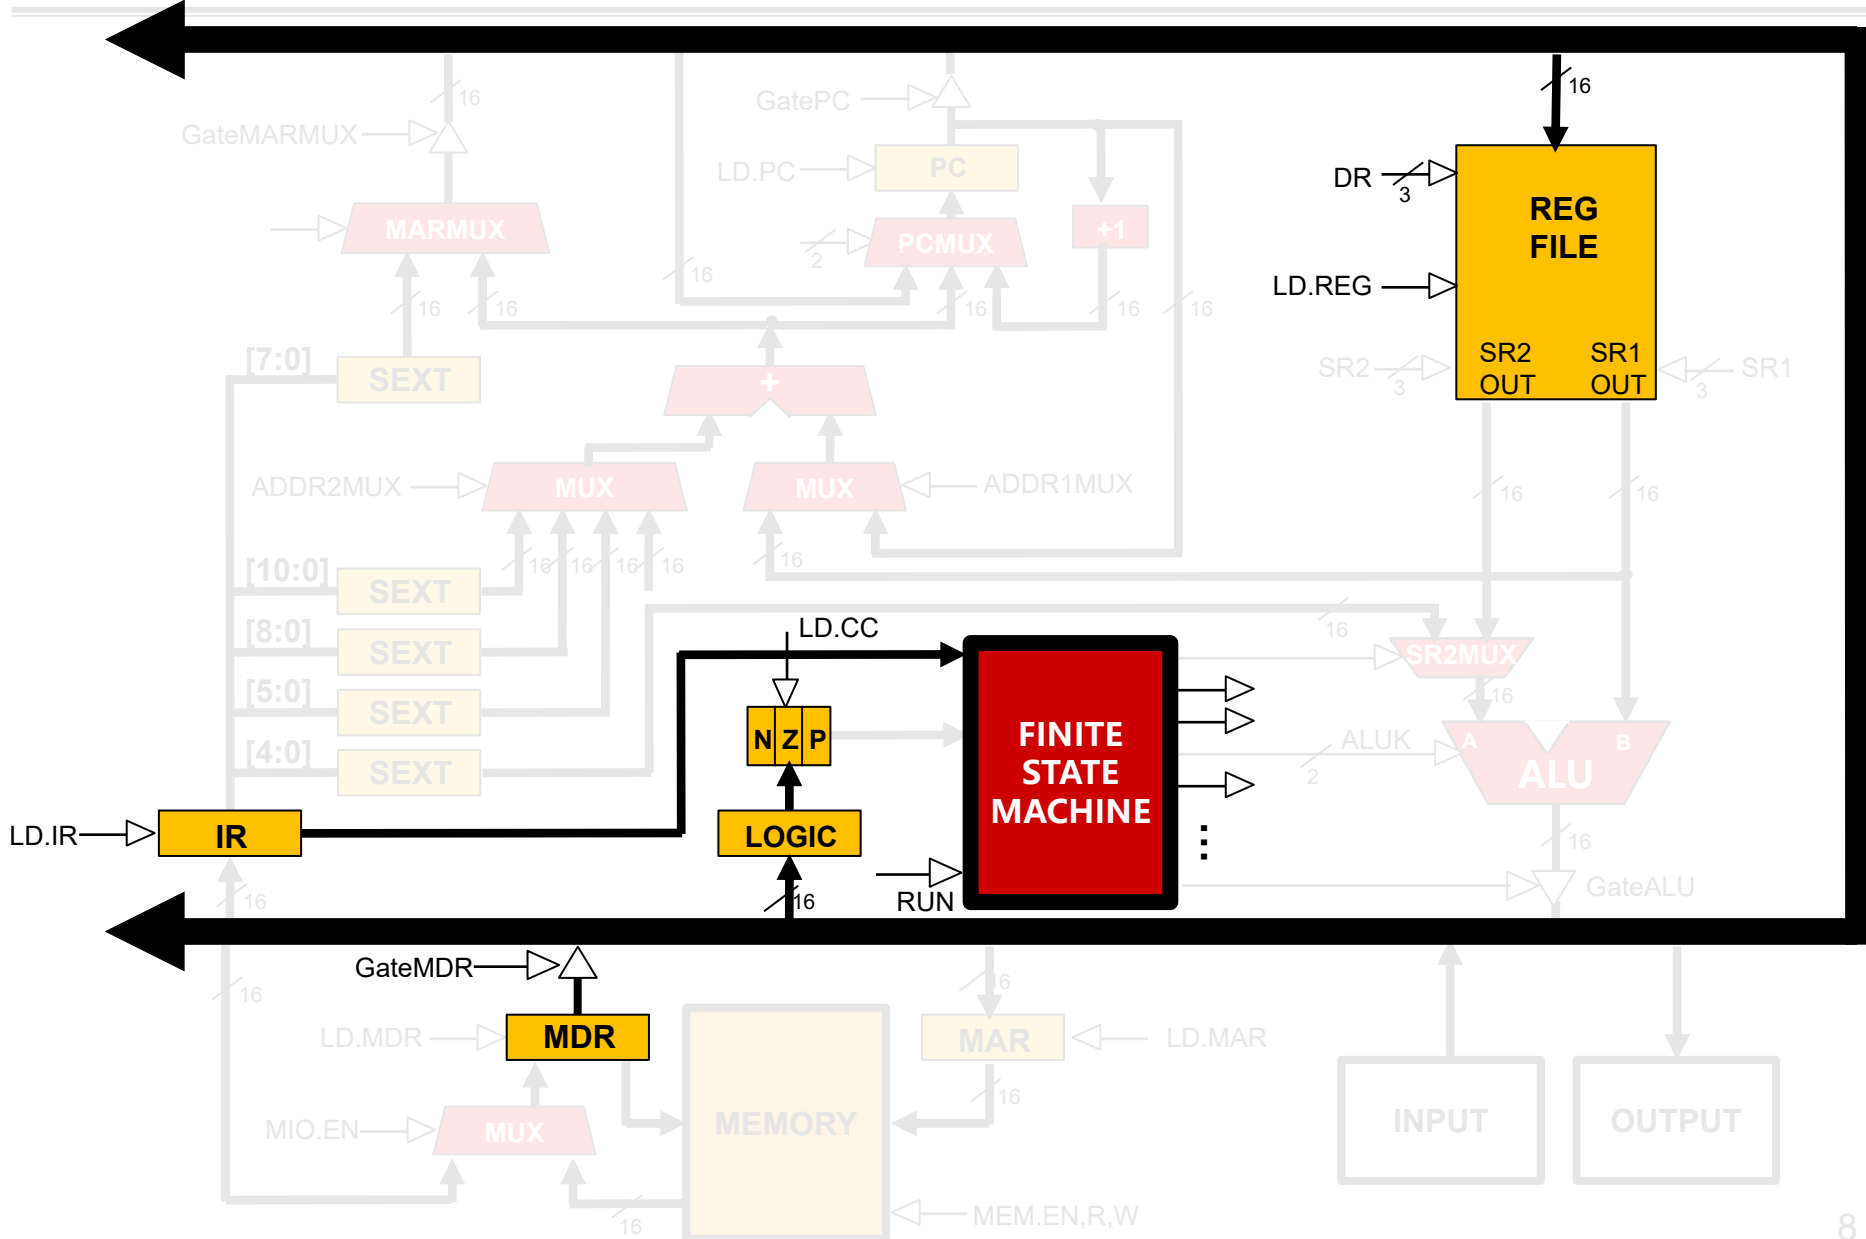 16
16
GatePC
GateMARMUX
LD.PC
PC
DR
3
REG
FILE
MARMUX
2
PCMUX
+1
16
LD.REG
16
16
16
16
16
[7:0]
SEXT
+
SR2
3
SR2
OUT
SR1
OUT
3
SR1
ADDR2MUX
MUX
MUX
ADDR1MUX
16
16
[10:0]
SEXT
16
16
16
16
16
[8:0]
SEXT
LD.CC
16
SR2MUX
[5:0]
SEXT
16
N Z P
FINITE
STATE
MACHINE
ALUK
2
A
B
ALU
[4:0]
SEXT
LD.IR
IR
LOGIC
⋮
16
16
16
RUN
GateALU
GateMDR
16
16
LD.MDR
MDR
MAR
LD.MAR
16
MIO.EN
MUX
MEMORY
INPUT
OUTPUT
16
MEM.EN,R,W
8